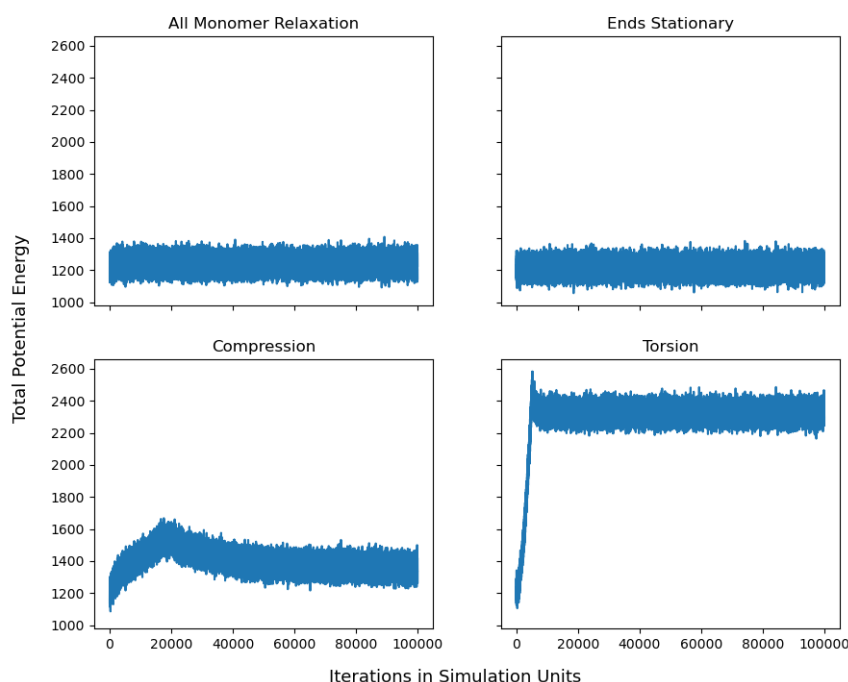 All Monomer Relaxation
Ends Stationary
2600
2400
2200
2000
1800
1600
1400
1200
1000
Total Potential Energy
Compression
Torsion
2600
2400
2200
2000
1800
1600
1400
1200
1000
0 20000 40000 60000 80000 100000
0 20000 40000 60000 80000 100000
Iterations in Simulation Units